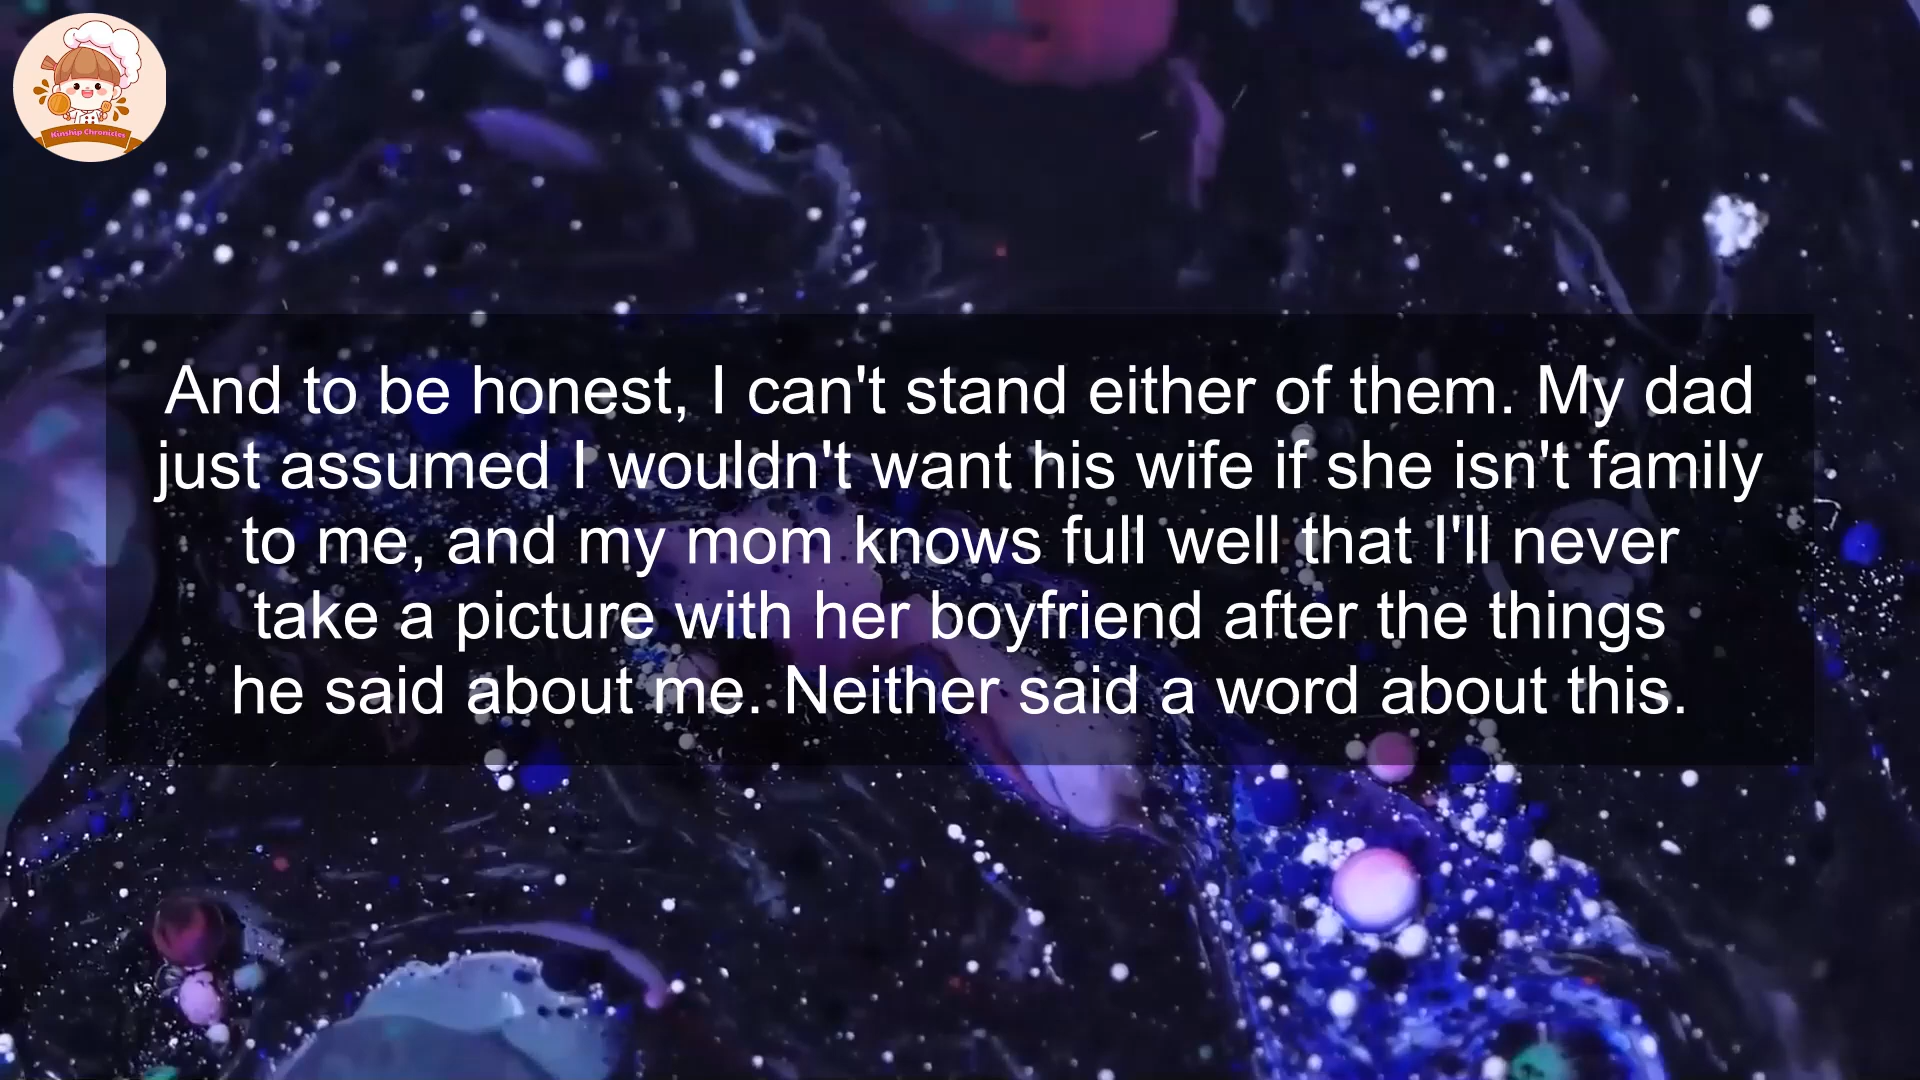 Kinship Chronicles
And to be honest, I can't stand either of them. My dad
just assumed I wouldn't want his wife if she isn't family
to me, and my mom knows full well that I'll never
take a picture with her boyfriend after the things
he said about me. Neither said a word about this.